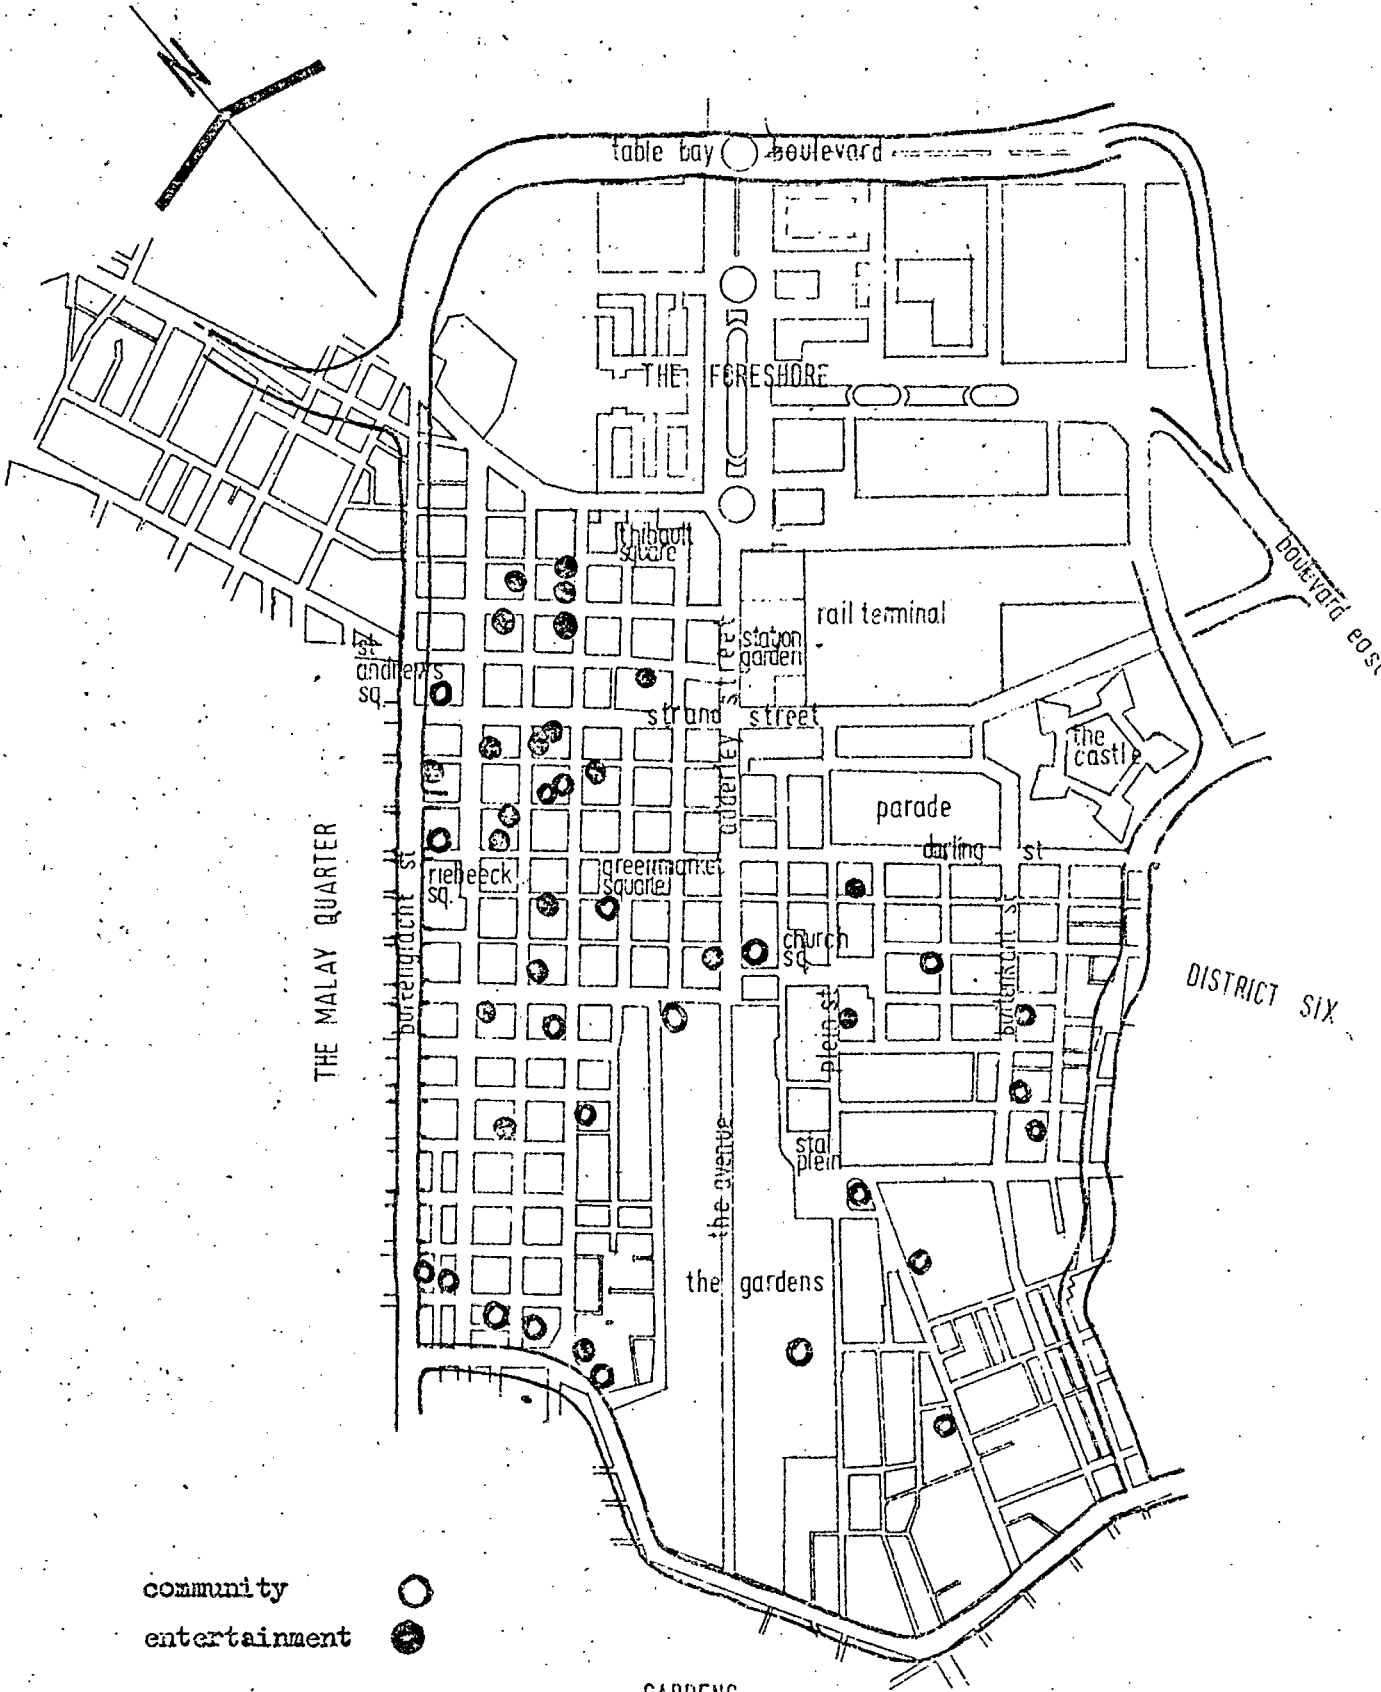 N
table bay boulevard
THE FORESHORE
thibault
square
boulevard east
rail terminal
station
garden
st
andrews
sq.
strand street
adderley street
the
castle
parade
darling st
riebeeck
sq.
greenmarket
square
THE MALAY QUARTER
buitengracht st
church
sq.
buitenkant st
DISTRICT SIX
plein st
the avenue
stal
plein
the gardens
community
entertainment
GARDENS